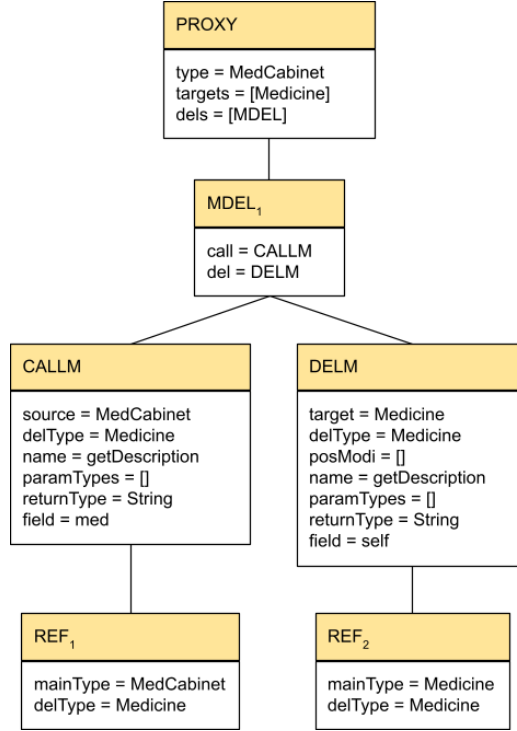 PROXY
type = MedCabinet
targets = [Medicine]
dels = [MDEL]
MDEL₁
call = CALLM
del = DELM
CALLM
source = MedCabinet
delType = Medicine
name = getDescription
paramTypes = []
returnType = String
field = med
DELM
target = Medicine
delType = Medicine
posModi = []
name = getDescription
paramTypes = []
returnType = String
field = self
REF₁
mainType = MedCabinet
delType = Medicine
REF₂
mainType = Medicine
delType = Medicine